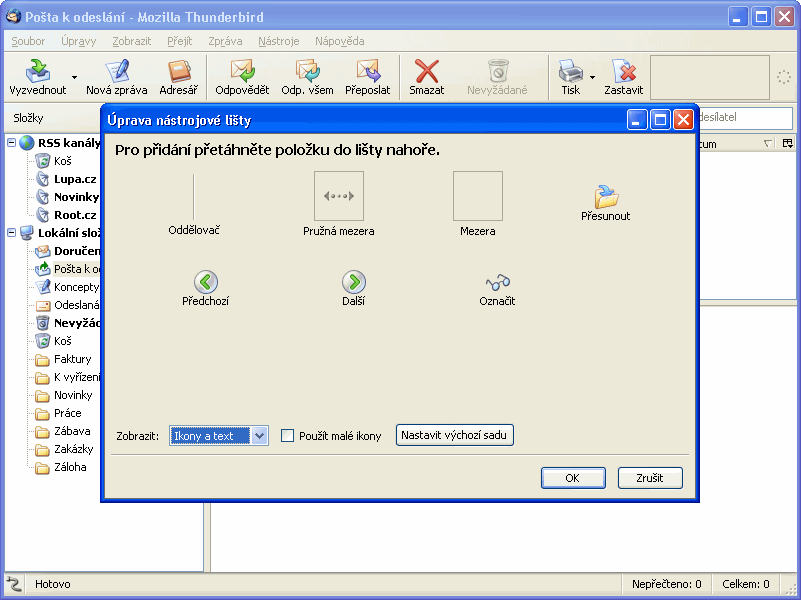 Pošta k odeslání - Mozilla Thunderbird
Soubor Úpravy Zobrazit Přejít Zpráva Nástroje Nápověda
Vyzvednout Nová zpráva Adresář Odpovědět Odp. všem Přeposlat Smazat Nevyžádané Tisk Zastavit
Složky
Úprava nástrojové lišty
Pro přidání přetáhněte položku do lišty nahoře.
Oddělovač Pružná mezera Mezera Přesunout
Předchozí Další Označit
Zobrazit: Ikony a text Použít malé ikony Nastavit výchozí sadu
OK Zrušit
RSS kanály
Koš
Lupa.cz
Novinky
Root.cz
Lokální slo
Doručen
Pošta k o
Koncepty
Odeslaná
Nevyžád
Koš
Faktury
K vyřízení
Novinky
Práce
Zábava
Zakázky
Záloha
desílatel
tum
Hotovo Nepřečteno: 0 Celkem: 0